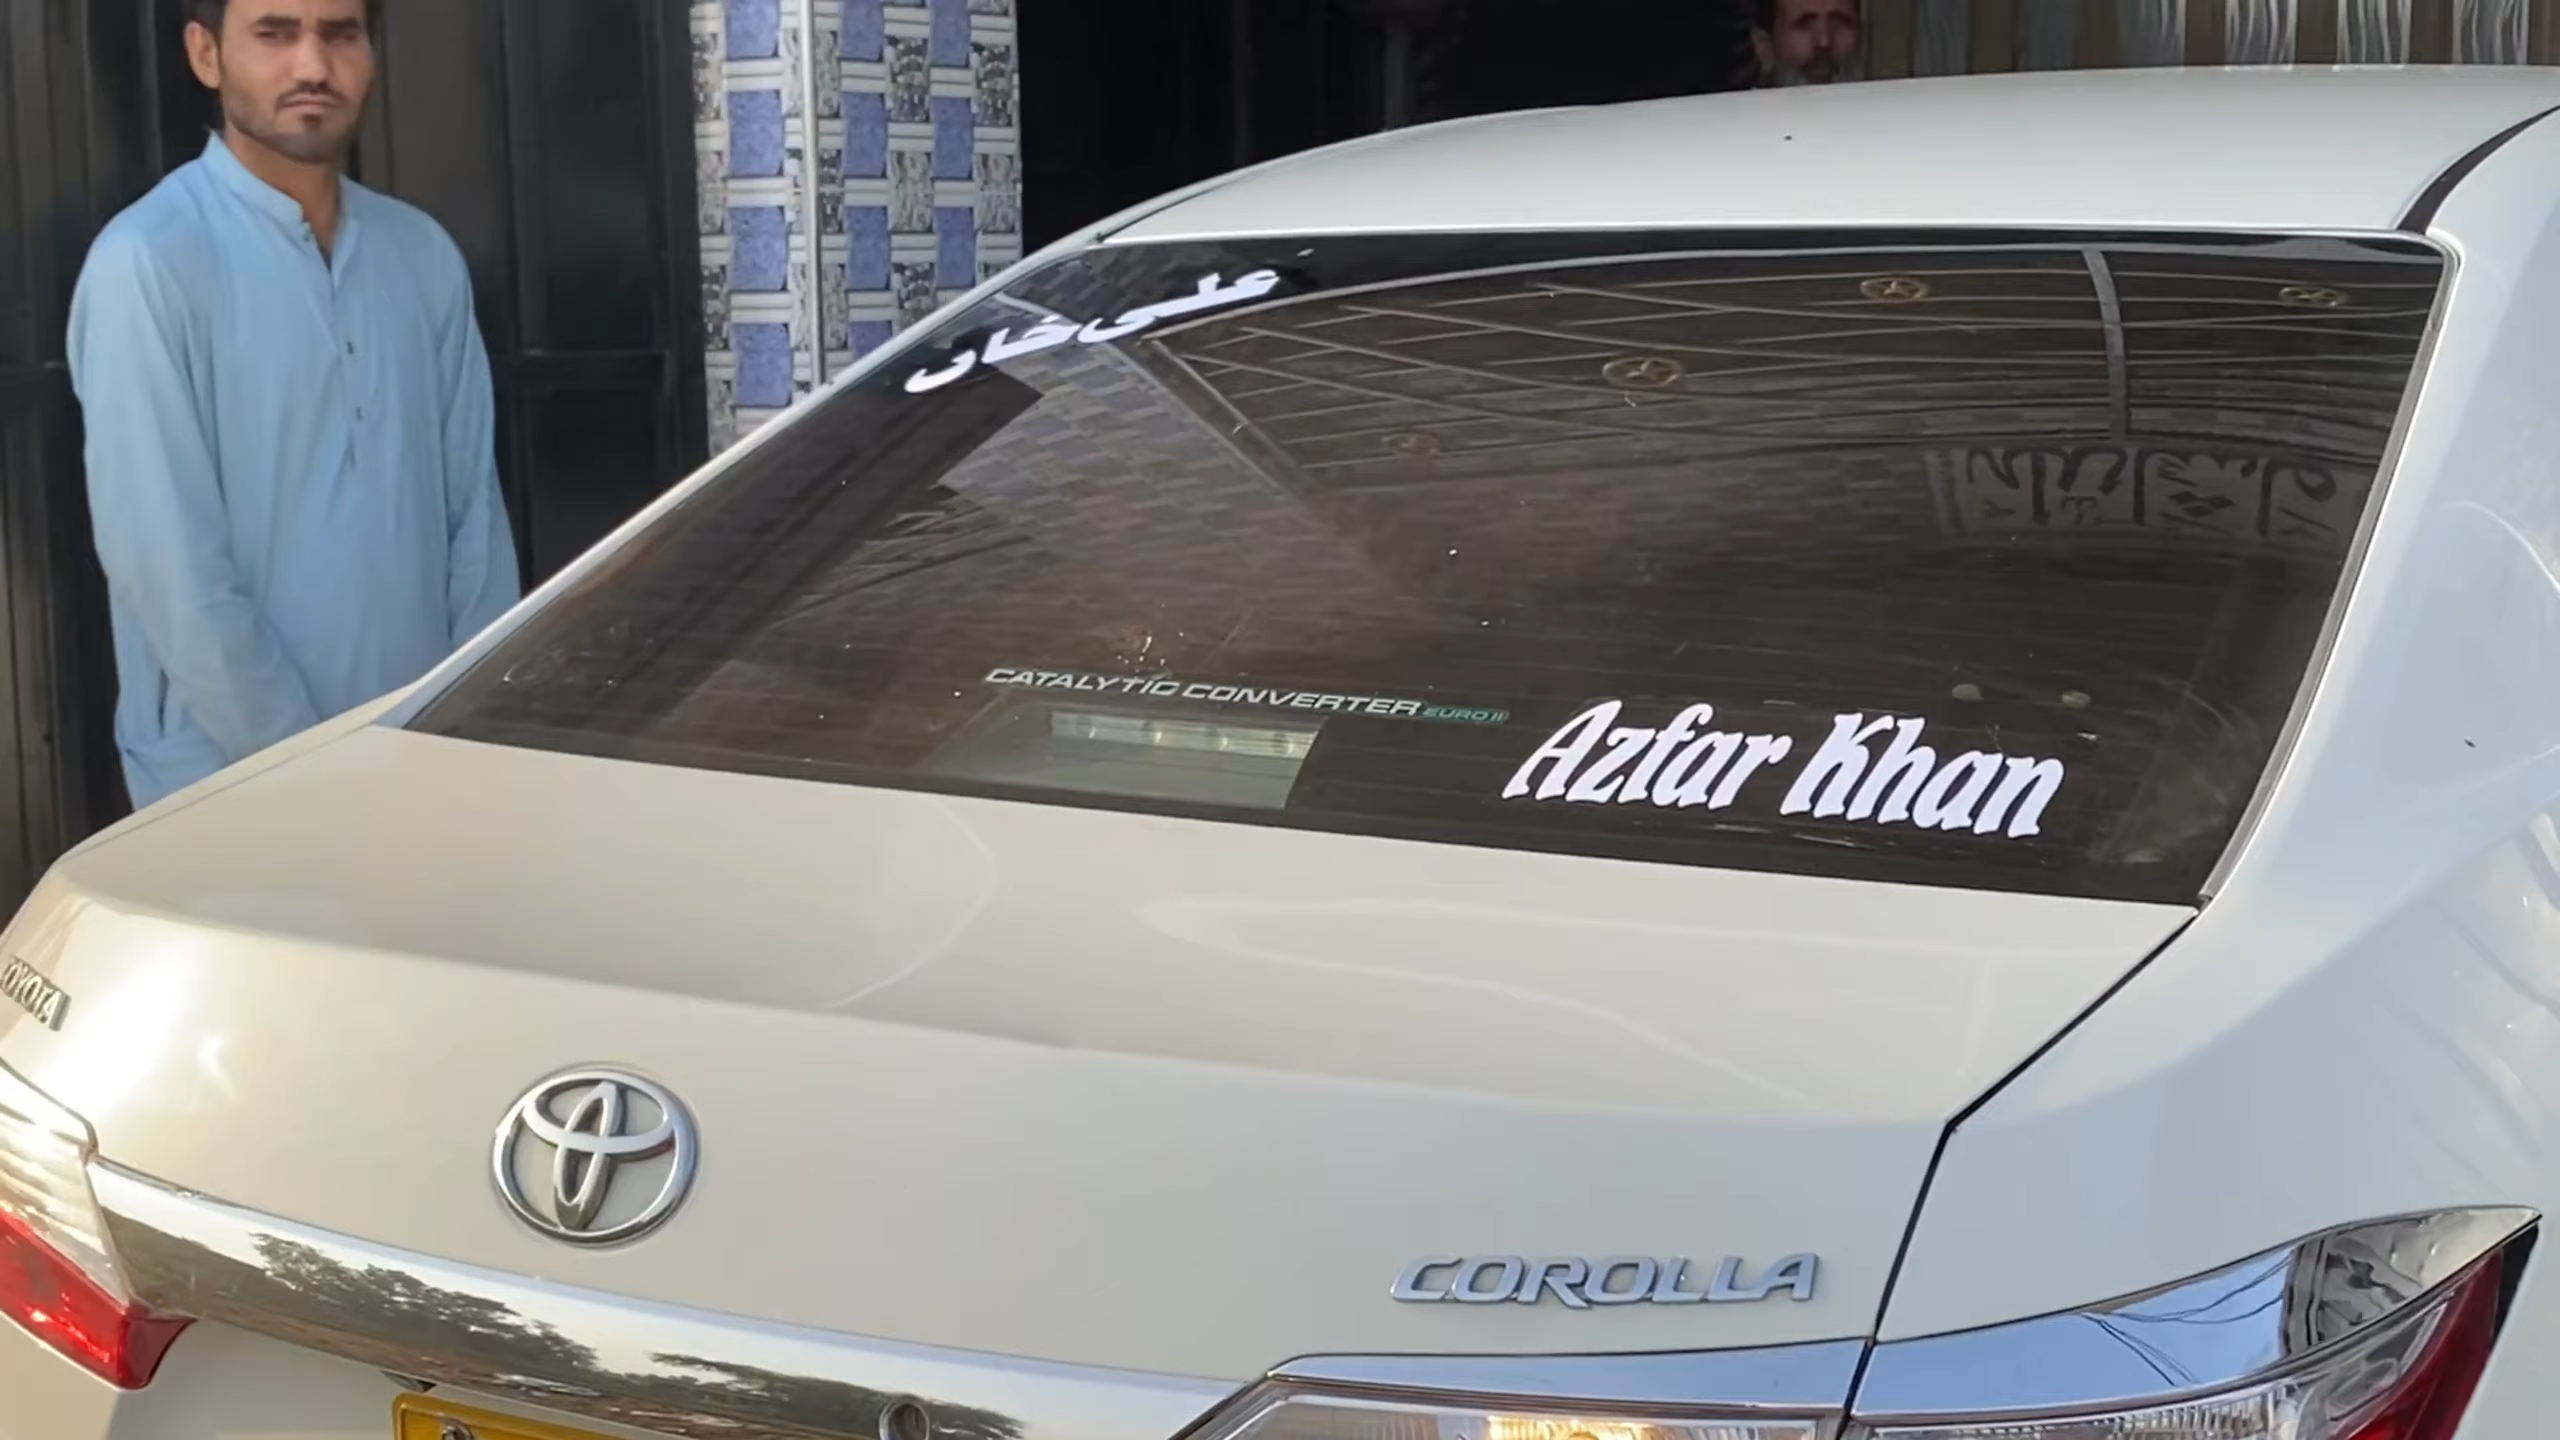 علی خان
CATALYTIC CONVERTER EURO II
Azfar Khan
TOYOTA
COROLLA